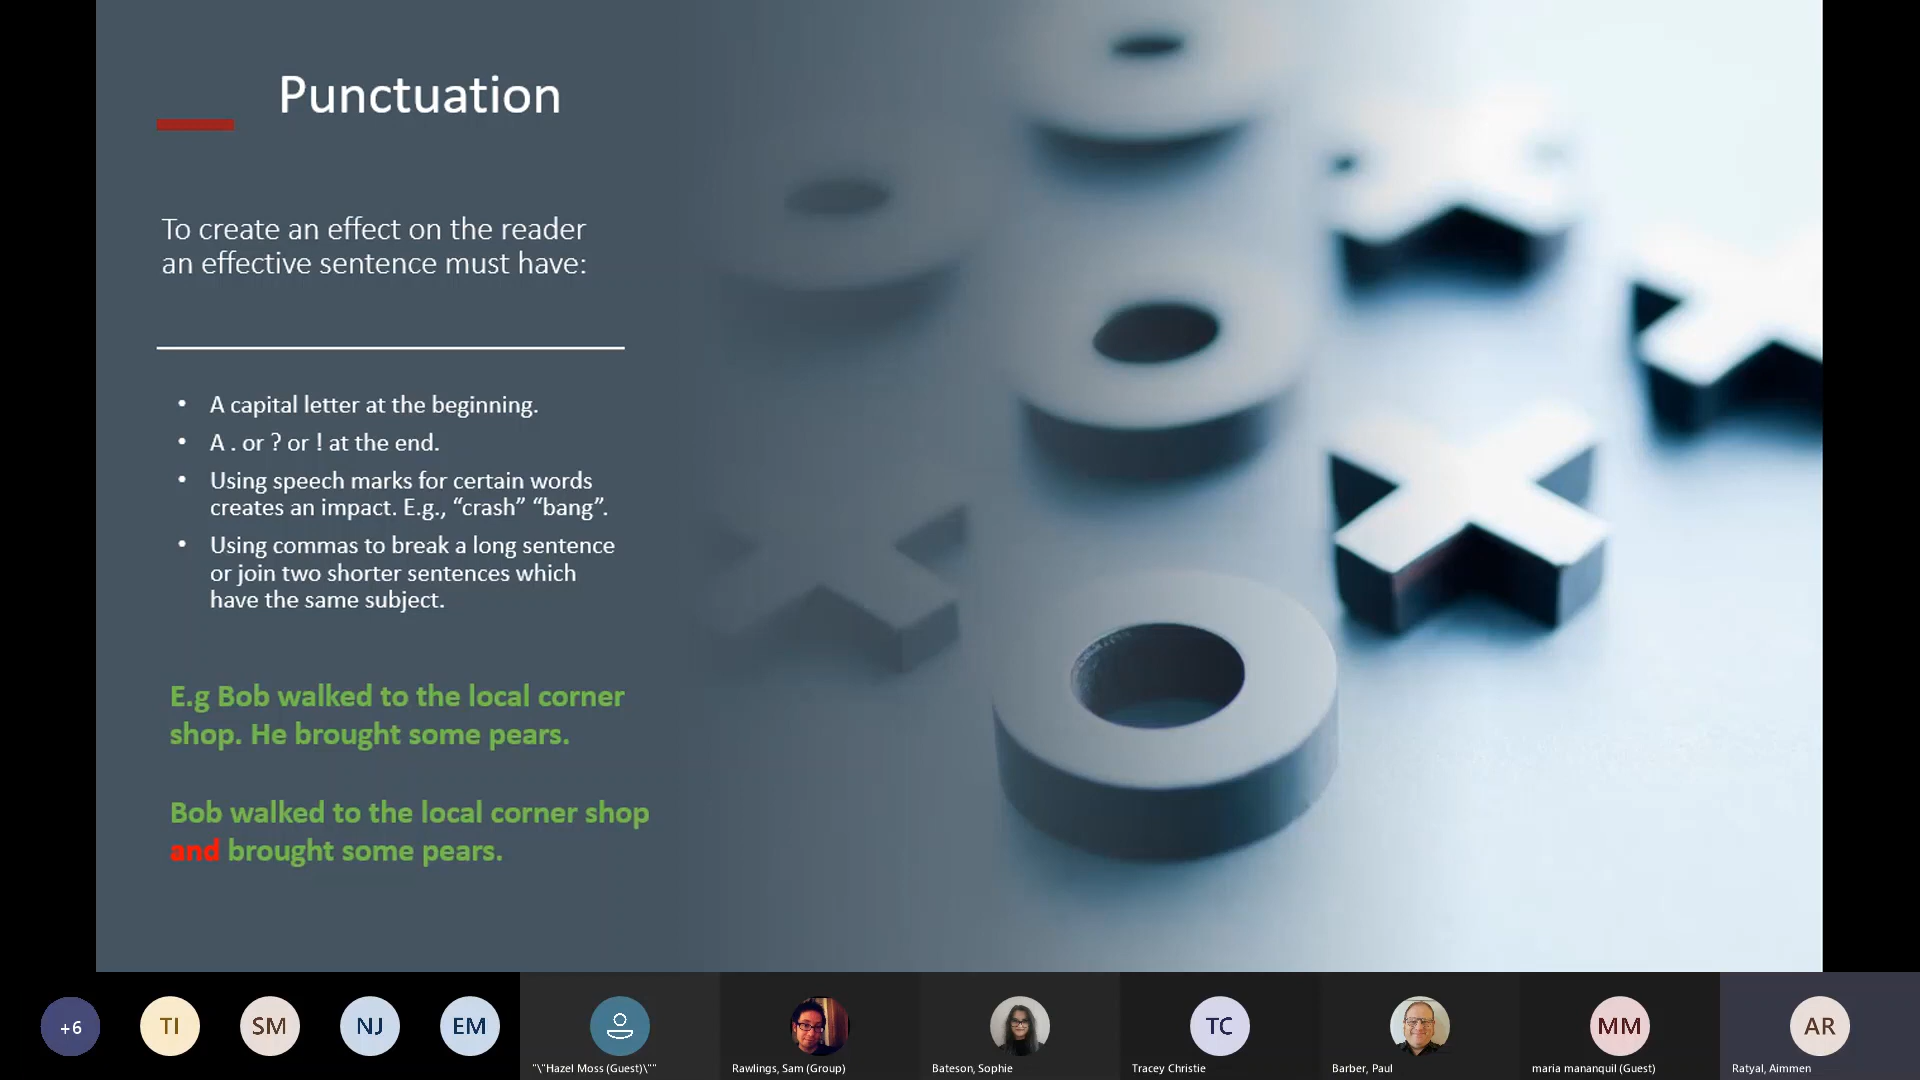 Punctuation
To create an effect on the reader
an effective sentence must have:
• A capital letter at the beginning.
• A . or ? or ! at the end.
• Using speech marks for certain words
creates an impact. E.g., “crash” “bang”.
• Using commas to break a long sentence
or join two shorter sentences which
have the same subject.
E.g Bob walked to the local corner
shop. He brought some pears.
Bob walked to the local corner shop
and brought some pears.
+6
TI
SM
NJ
EM
"\"Hazel Moss (Guest)\""
Rawlings, Sam (Group)
Bateson, Sophie
TC
Tracey Christie
Barber, Paul
MM
maria mananquil (Guest)
AR
Ratyal, Aimmen